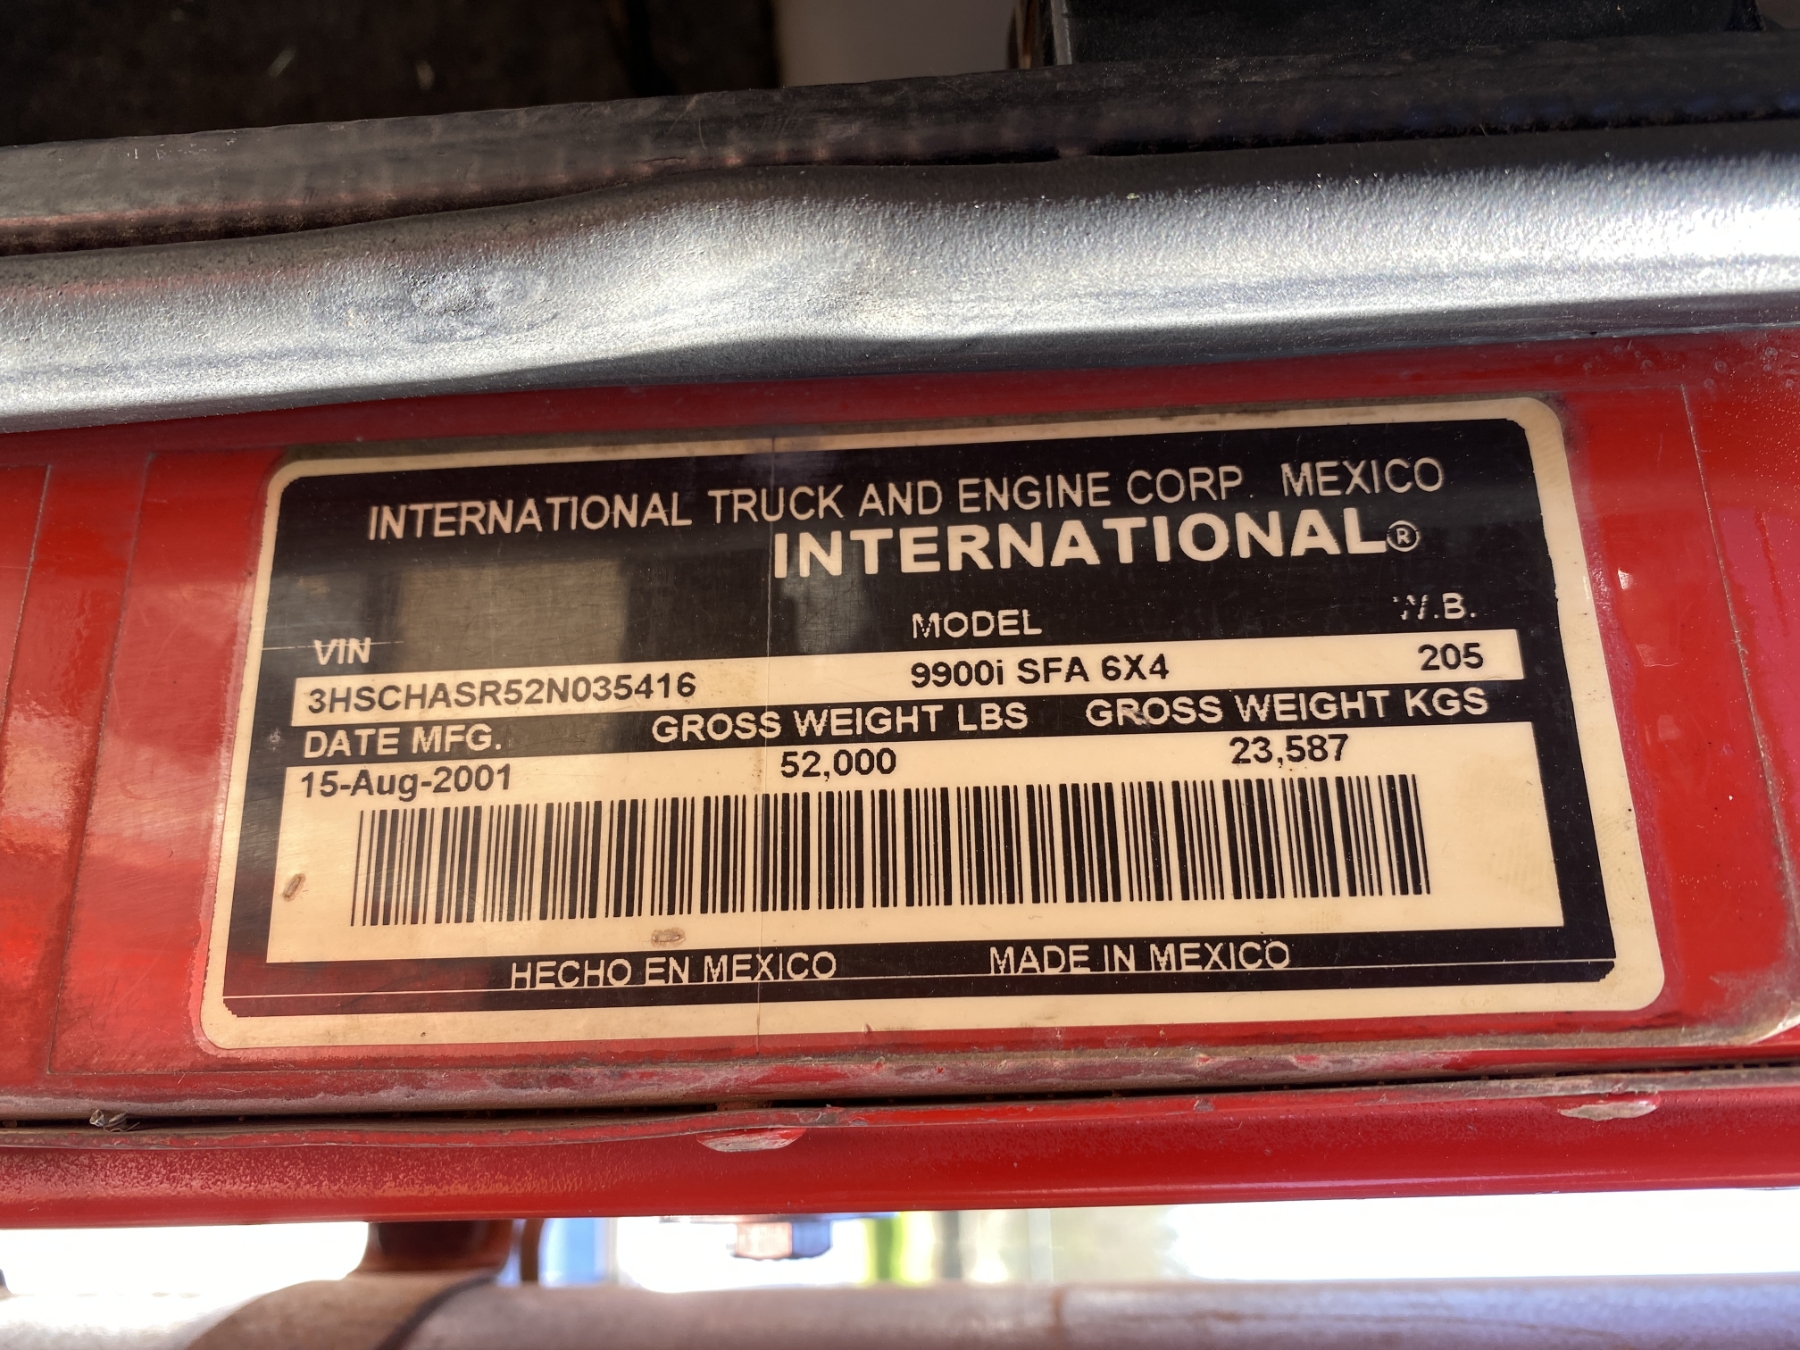 INTERNATIONAL TRUCK AND ENGINE CORP. MEXICO
INTERNATIONAL®
VIN MODEL W.B.
3HSCHASR52N035416 9900i SFA 6X4 205
DATE MFG. GROSS WEIGHT LBS GROSS WEIGHT KGS
15-Aug-2001 52,000 23,587
HECHO EN MEXICO MADE IN MEXICO